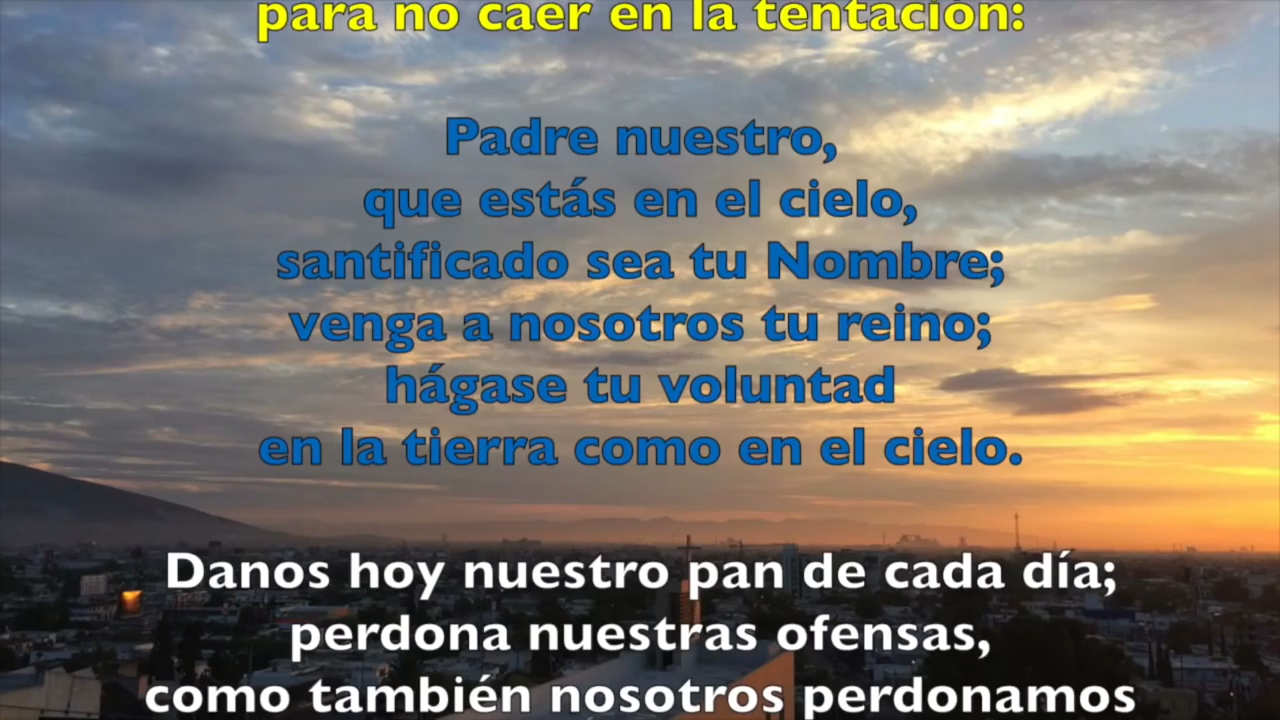 para no caer en la tentación:
Padre nuestro,
que estás en el cielo,
santificado sea tu Nombre;
venga a nosotros tu reino;
hágase tu voluntad
en la tierra como en el cielo.
Danos hoy nuestro pan de cada día;
perdona nuestras ofensas,
como también nosotros perdonamos